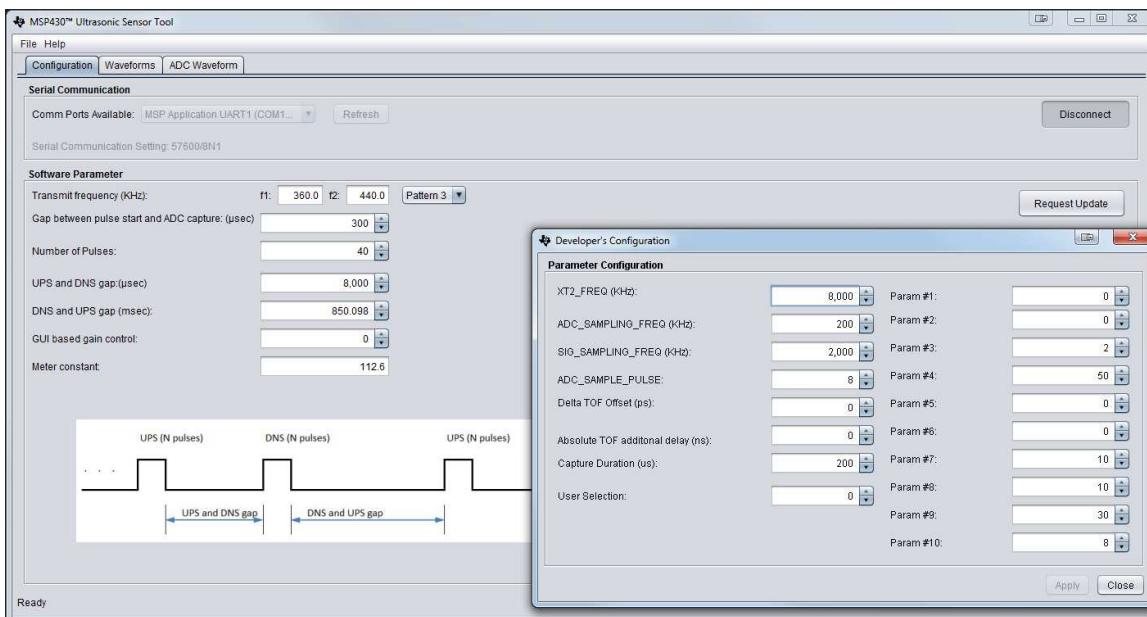 MSP430™ Ultrasonic Sensor Tool
File Help
Configuration Waveforms ADC Waveform
Serial Communication
Comm Ports Available: MSP Application UART1 (COM1... Refresh Disconnect
Serial Communication Setting: 57600/8N1
Software Parameter
Transmit frequency (KHz): f1: 360.0 f2: 440.0 Pattern 3
Request Update
Gap between pulse start and ADC capture: (µsec) 300
Number of Pulses: 40
UPS and DNS gap:(µsec) 8,000
DNS and UPS gap (msec): 850.098
GUI based gain control: 0
Meter constant: 112.6
UPS (N pulses) DNS (N pulses) UPS (N pulses)
. . .
UPS and DNS gap DNS and UPS gap
Ready
Developer's Configuration
Parameter Configuration
XT2_FREQ (KHz): 8,000 Param #1: 0
Param #2: 0
ADC_SAMPLING_FREQ (KHz): 200
SIG_SAMPLING_FREQ (KHz): 2,000 Param #3: 2
ADC_SAMPLE_PULSE: 8 Param #4: 50
Delta TOF Offset (ps): 0 Param #5: 0
Absolute TOF additonal delay (ns): 0 Param #6: 0
Capture Duration (us): 200 Param #7: 10
User Selection: 0 Param #8: 10
Param #9: 30
Param #10: 8
Apply Close